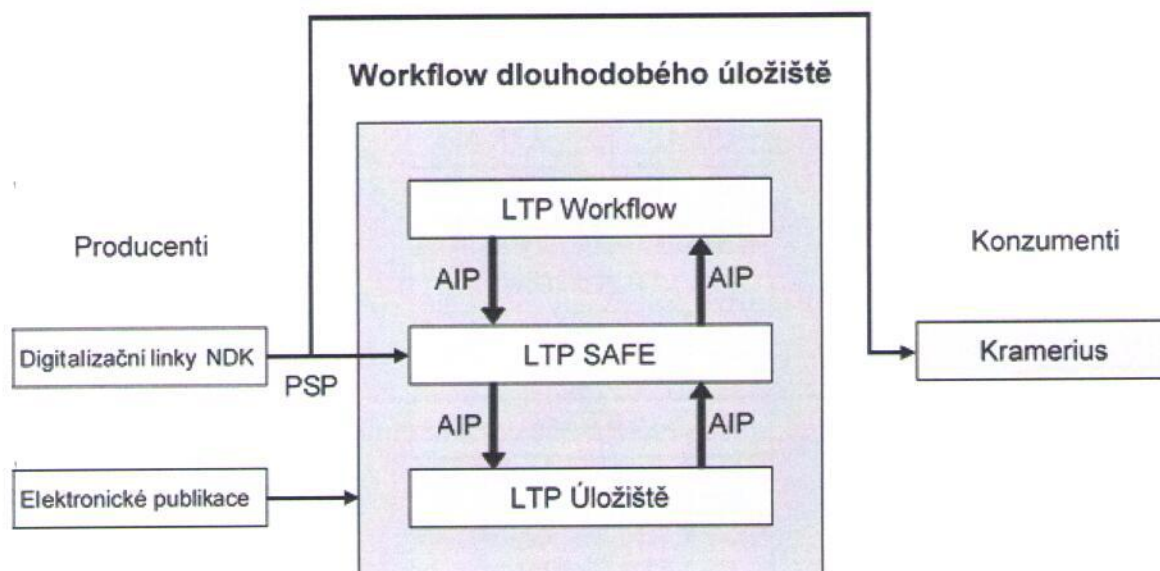 Workflow dlouhodobého úložiště
LTP Workflow
Producenti
Konzumenti
AIP
AIP
Digitalizační linky NDK
PSP
LTP SAFE
Kramerius
AIP
AIP
Elektronické publikace
LTP Úložiště